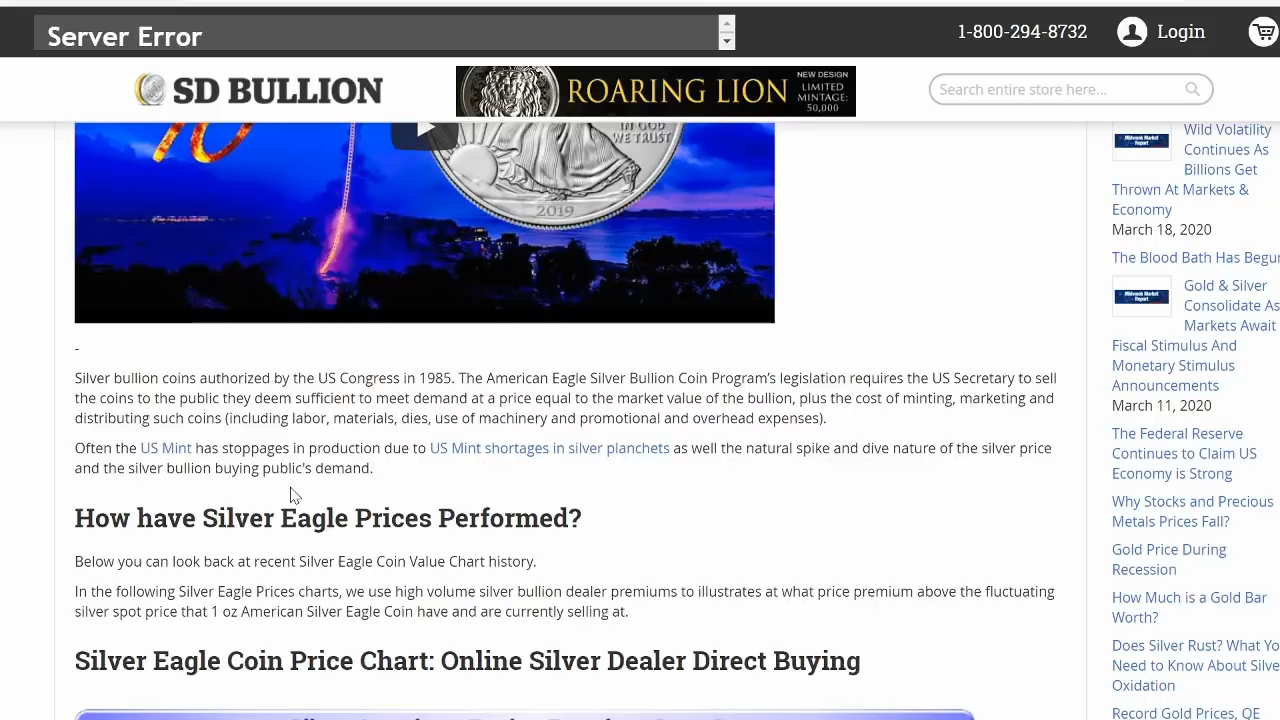 Server Error
1-800-294-8732
Login
SD BULLION
ROARING LION
NEW DESIGN
LIMITED
MINTAGE:
50,000
Search entire store here...
IN GOD
WE TRUST
2019
-
Silver bullion coins authorized by the US Congress in 1985. The American Eagle Silver Bullion Coin Program's legislation requires the US Secretary to sell
the coins to the public they deem sufficient to meet demand at a price equal to the market value of the bullion, plus the cost of minting, marketing and
distributing such coins (including labor, materials, dies, use of machinery and promotional and overhead expenses).
Often the US Mint has stoppages in production due to US Mint shortages in silver planchets as well the natural spike and dive nature of the silver price
and the silver bullion buying public's demand.
How have Silver Eagle Prices Performed?
Below you can look back at recent Silver Eagle Coin Value Chart history.
In the following Silver Eagle Prices charts, we use high volume silver bullion dealer premiums to illustrates at what price premium above the fluctuating
silver spot price that 1 oz American Silver Eagle Coin have and are currently selling at.
Silver Eagle Coin Price Chart: Online Silver Dealer Direct Buying
Wild Volatility
Continues As
Billions Get
Thrown At Markets &
Economy
March 18, 2020
The Blood Bath Has Begun
Midweek Market
Report
Gold & Silver
Consolidate As
Markets Await
Fiscal Stimulus And
Monetary Stimulus
Announcements
March 11, 2020
The Federal Reserve
Continues to Claim US
Economy is Strong
Why Stocks and Precious
Metals Prices Fall?
Gold Price During
Recession
How Much is a Gold Bar
Worth?
Does Silver Rust? What You
Need to Know About Silver
Oxidation
Record Gold Prices, QE